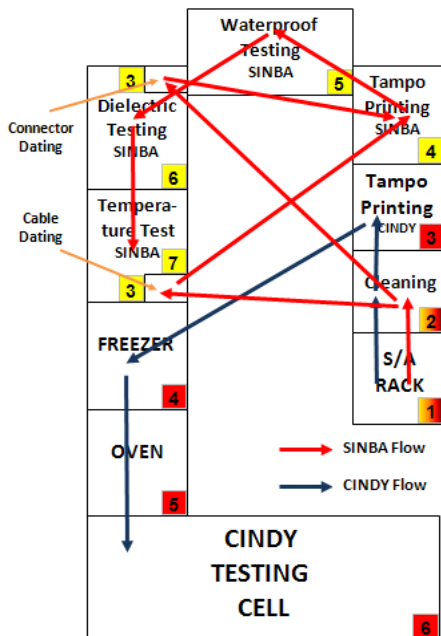 Waterproof
Testing
SINBA
5
3
Dielectric
Testing
SINBA
6
Connector
Dating
Tampo
Printing
SINBA
4
Tampo
Printing
CINDY
3
Tempera-
ture Test
SINBA
7
Cable
Dating
3
Cleaning
2
FREEZER
4
S/A
RACK
1
OVEN
5
SINBA Flow
CINDY Flow
CINDY
TESTING
CELL
6